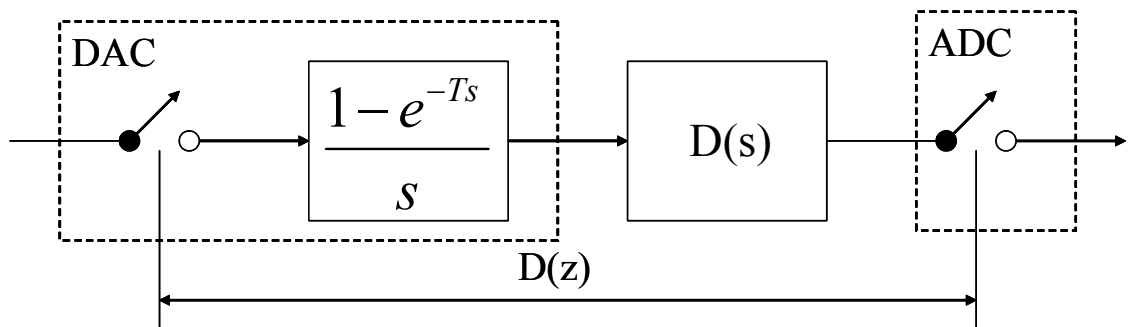 DAC
ADC
1 − e^{−Ts}
s
D(s)
D(z)